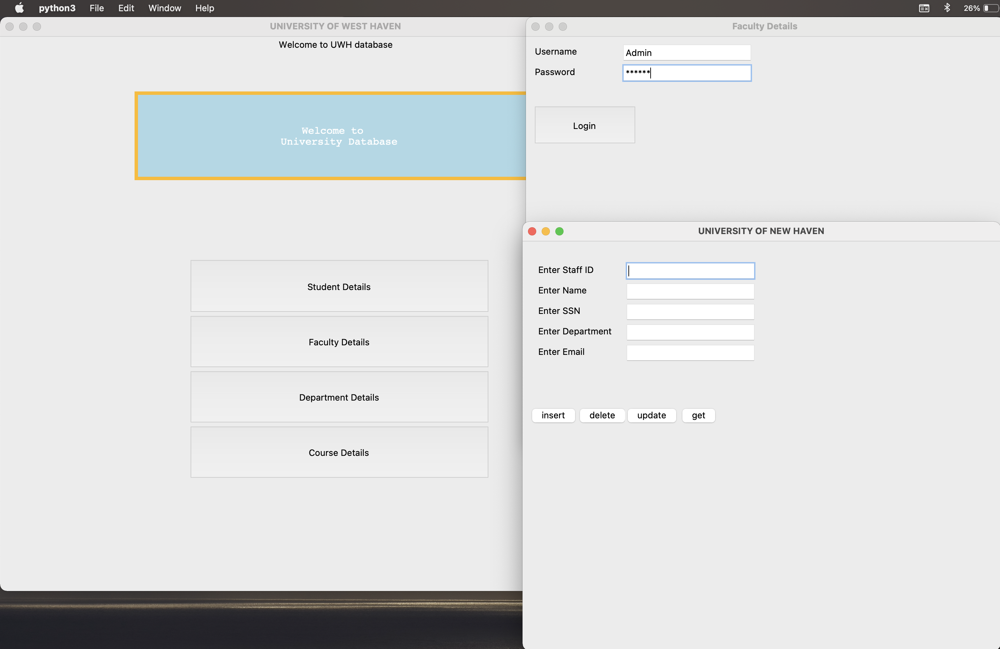 python3 File Edit Window Help 26%
UNIVERSITY OF WEST HAVEN
Welcome to UWH database
Welcome to
University Database
Student Details
Faculty Details
Department Details
Course Details
Faculty Details
Username Admin
Password ******
Login
UNIVERSITY OF NEW HAVEN
Enter Staff ID
Enter Name
Enter SSN
Enter Department
Enter Email
insert delete update get